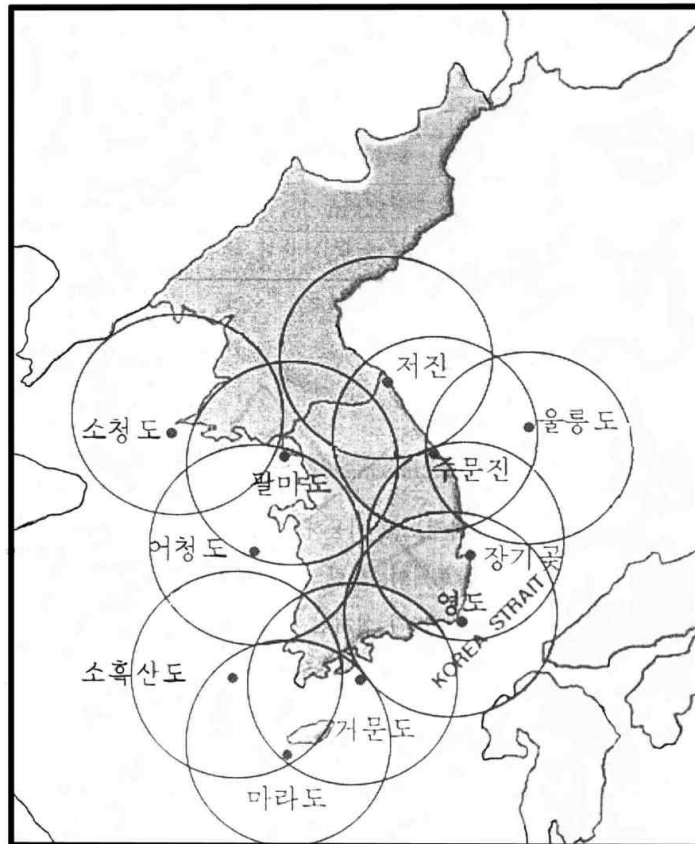 저진
울릉도
소청도
주문진
팔마도
어청도
장기곶
영도
KOREA STRAIT
소흑산도
거문도
마라도